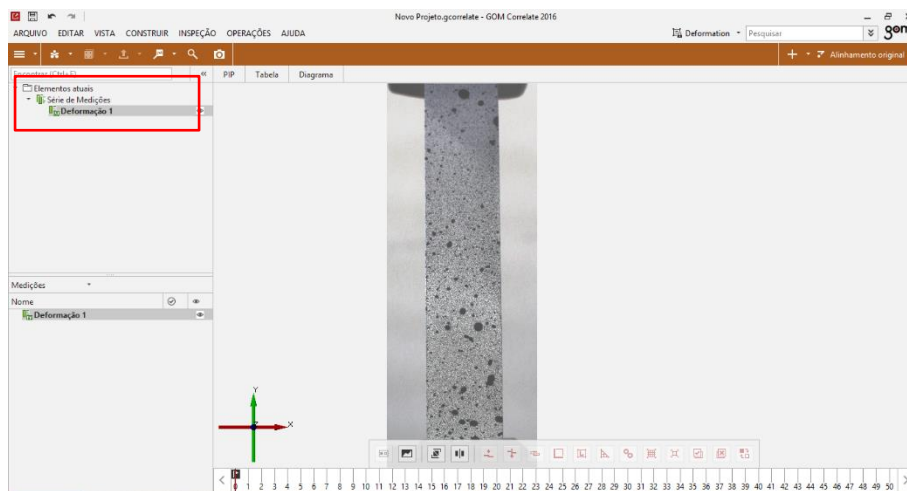 Novo Projeto.gcorrelate - GOM Correlate 2016
ARQUIVO EDITAR VISTA CONSTRUIR INSPEÇÃO OPERAÇÕES AJUDA
Deformation Pesquisar
gom
Alinhamento original
Encontrar (Ctrl+F)
PIP Tabela Diagrama
Elementos atuais
Série de Medições
Deformação 1
Medições
Nome
Deformação 1
Y
X
0 1 2 3 4 5 6 7 8 9 10 11 12 13 14 15 16 17 18 19 20 21 22 23 24 25 26 27 28 29 30 31 32 33 34 35 36 37 38 39 40 41 42 43 44 45 46 47 48 49 50